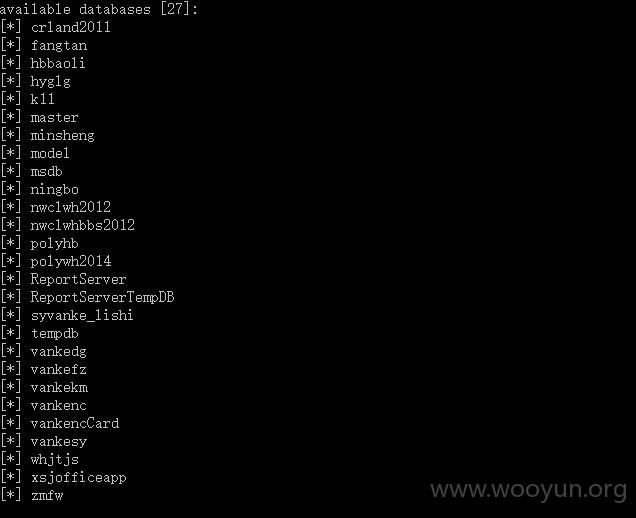 available databases [27]:
[*] crland2011
[*] fangtan
[*] hbbaoli
[*] hyglg
[*] kll
[*] master
[*] minsheng
[*] model
[*] msdb
[*] ningbo
[*] nwclwh2012
[*] nwclwhbbs2012
[*] polyhb
[*] polywh2014
[*] ReportServer
[*] ReportServerTempDB
[*] syvanke_lishi
[*] tempdb
[*] vankedg
[*] vankefz
[*] vankekm
[*] vankenc
[*] vankencCard
[*] vankesy
[*] whjtjs
[*] xsjofficeapp
[*] zmfw
www.wooyun.org